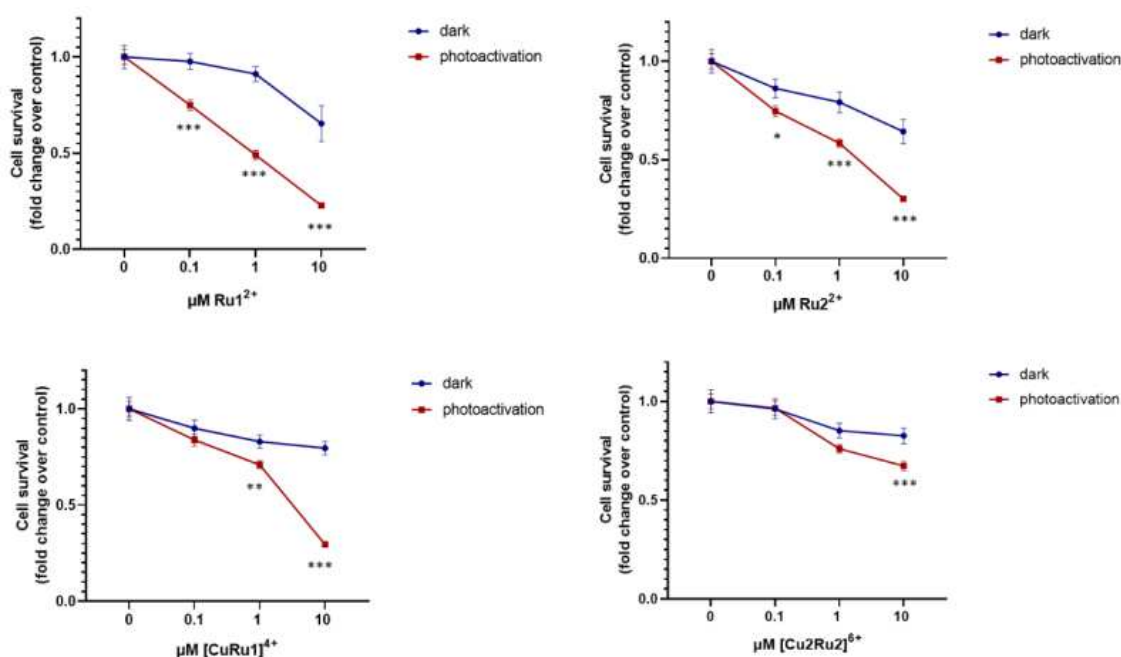 Cell survival
(fold change over control)
1.0
0.5
0.0
dark
photoactivation
***
***
***
0
0.1
1
10
µM Ru1²⁺
Cell survival
(fold change over control)
1.0
0.5
0.0
dark
photoactivation
*
***
***
0
0.1
1
10
µM Ru2²⁺
Cell survival
(fold change over control)
1.0
0.5
0.0
dark
photoactivation
**
***
0
0.1
1
10
µM [CuRu1]⁴⁺
Cell survival
(fold change over control)
1.0
0.5
0.0
dark
photoactivation
***
0
0.1
1
10
µM [Cu2Ru2]⁶⁺